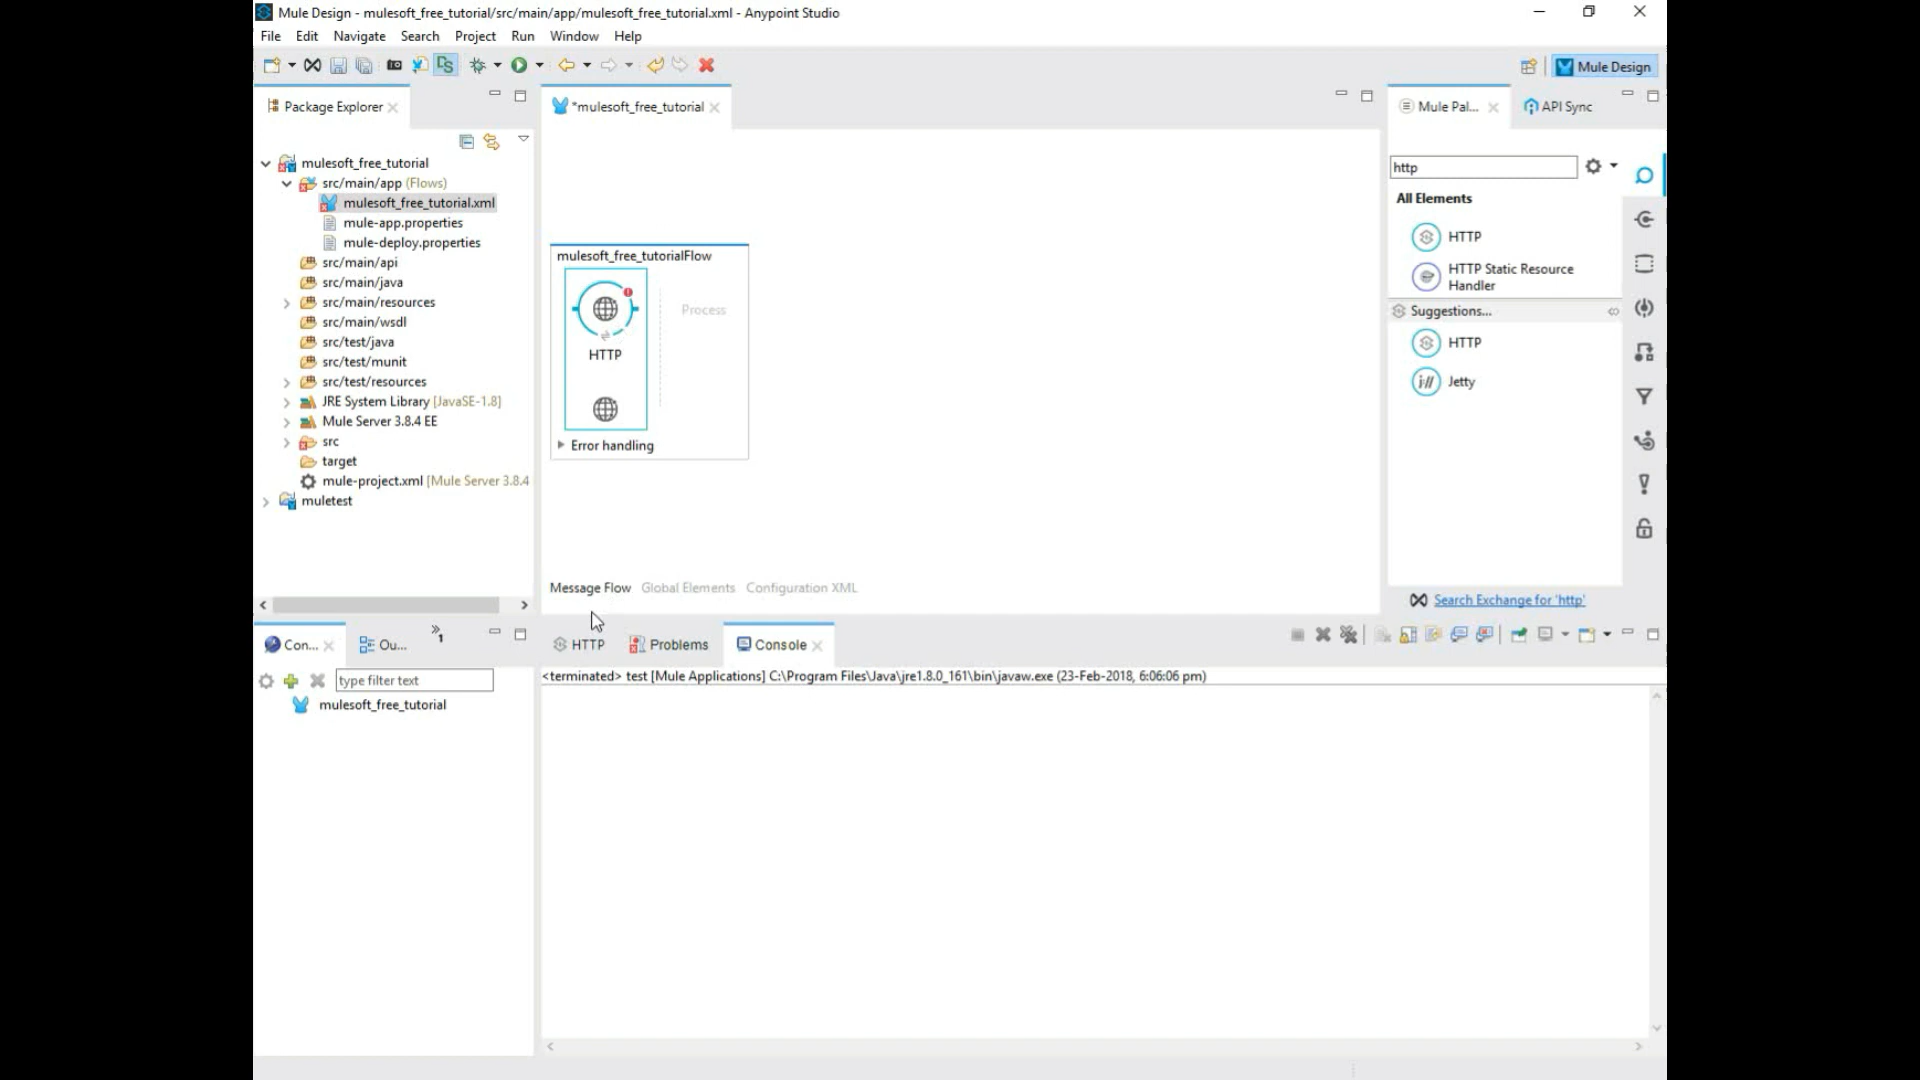 Mule Design - mulesoft_free_tutorial/src/main/app/mulesoft_free_tutorial.xml - Anypoint Studio
File Edit Navigate Search Project Run Window Help
Mule Design
Package Explorer
*mulesoft_free_tutorial
Mule Pal... API Sync
mulesoft_free_tutorial
src/main/app (Flows)
mulesoft_free_tutorial.xml
mule-app.properties
mule-deploy.properties
src/main/api
src/main/java
src/main/resources
src/main/wsdl
src/test/java
src/test/munit
src/test/resources
JRE System Library [JavaSE-1.8]
Mule Server 3.8.4 EE
src
target
mule-project.xml [Mule Server 3.8.4
muletest
mulesoft_free_tutorialFlow
Process
HTTP
Error handling
Message Flow Global Elements Configuration XML
http
All Elements
HTTP
HTTP Static Resource
Handler
Suggestions...
HTTP
Jetty
Search Exchange for 'http'
Con... Ou... 1
type filter text
mulesoft_free_tutorial
HTTP Problems Console
<terminated> test [Mule Applications] C:\Program Files\Java\jre1.8.0_161\bin\javaw.exe (23-Feb-2018, 6:06:06 pm)